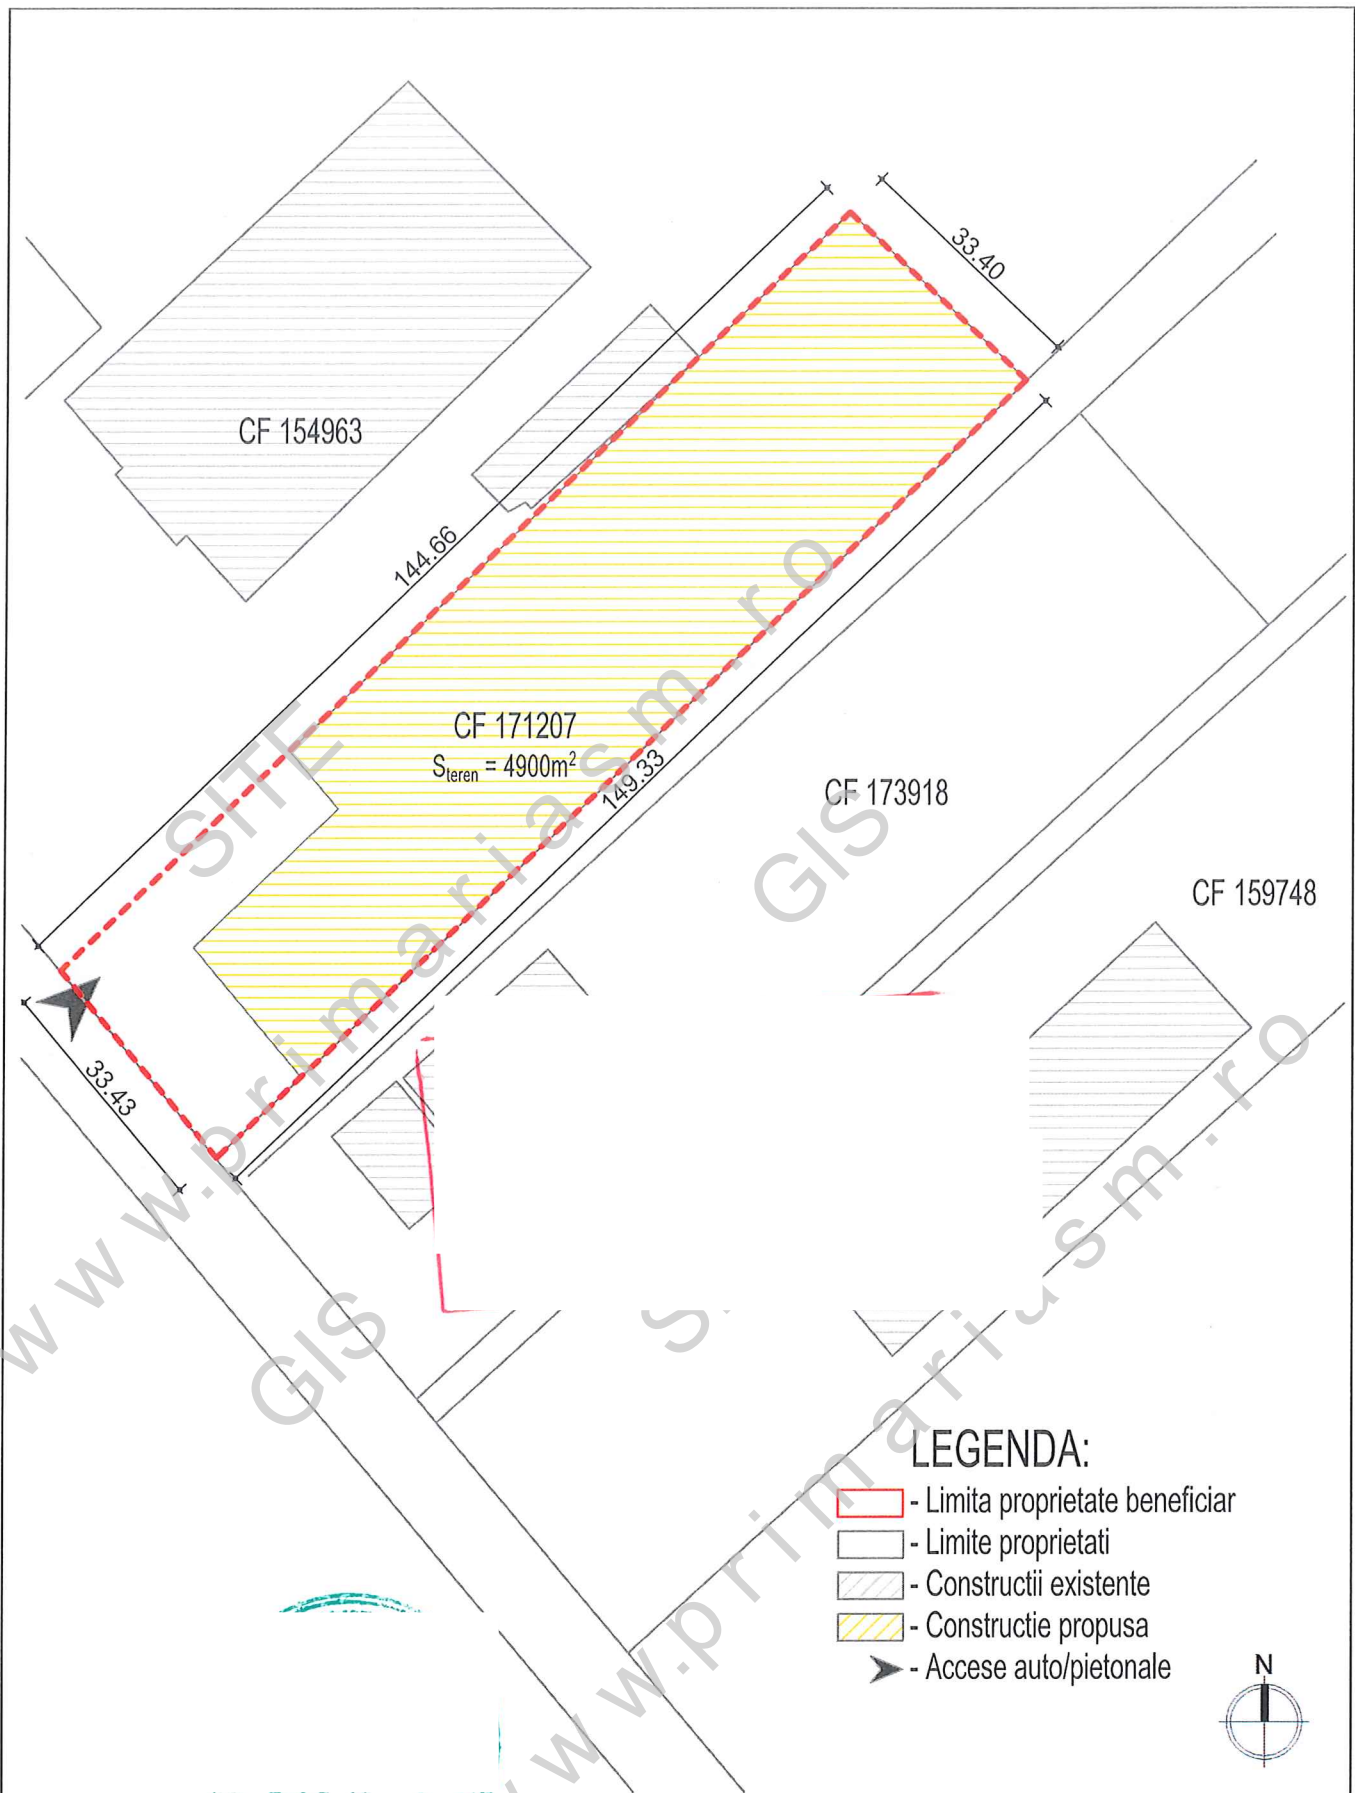 33.40
CF 154963
144.66
CF 171207
Steren = 4900m²
149.33
CF 173918
CF 159748
33.43
SITE
GIS
www.primariasm.ro
GIS
www.primariasm.ro
LEGENDA:
- Limita proprietate beneficiar
- Limite proprietati
- Constructii existente
- Constructie propusa
- Accese auto/pietonale
N